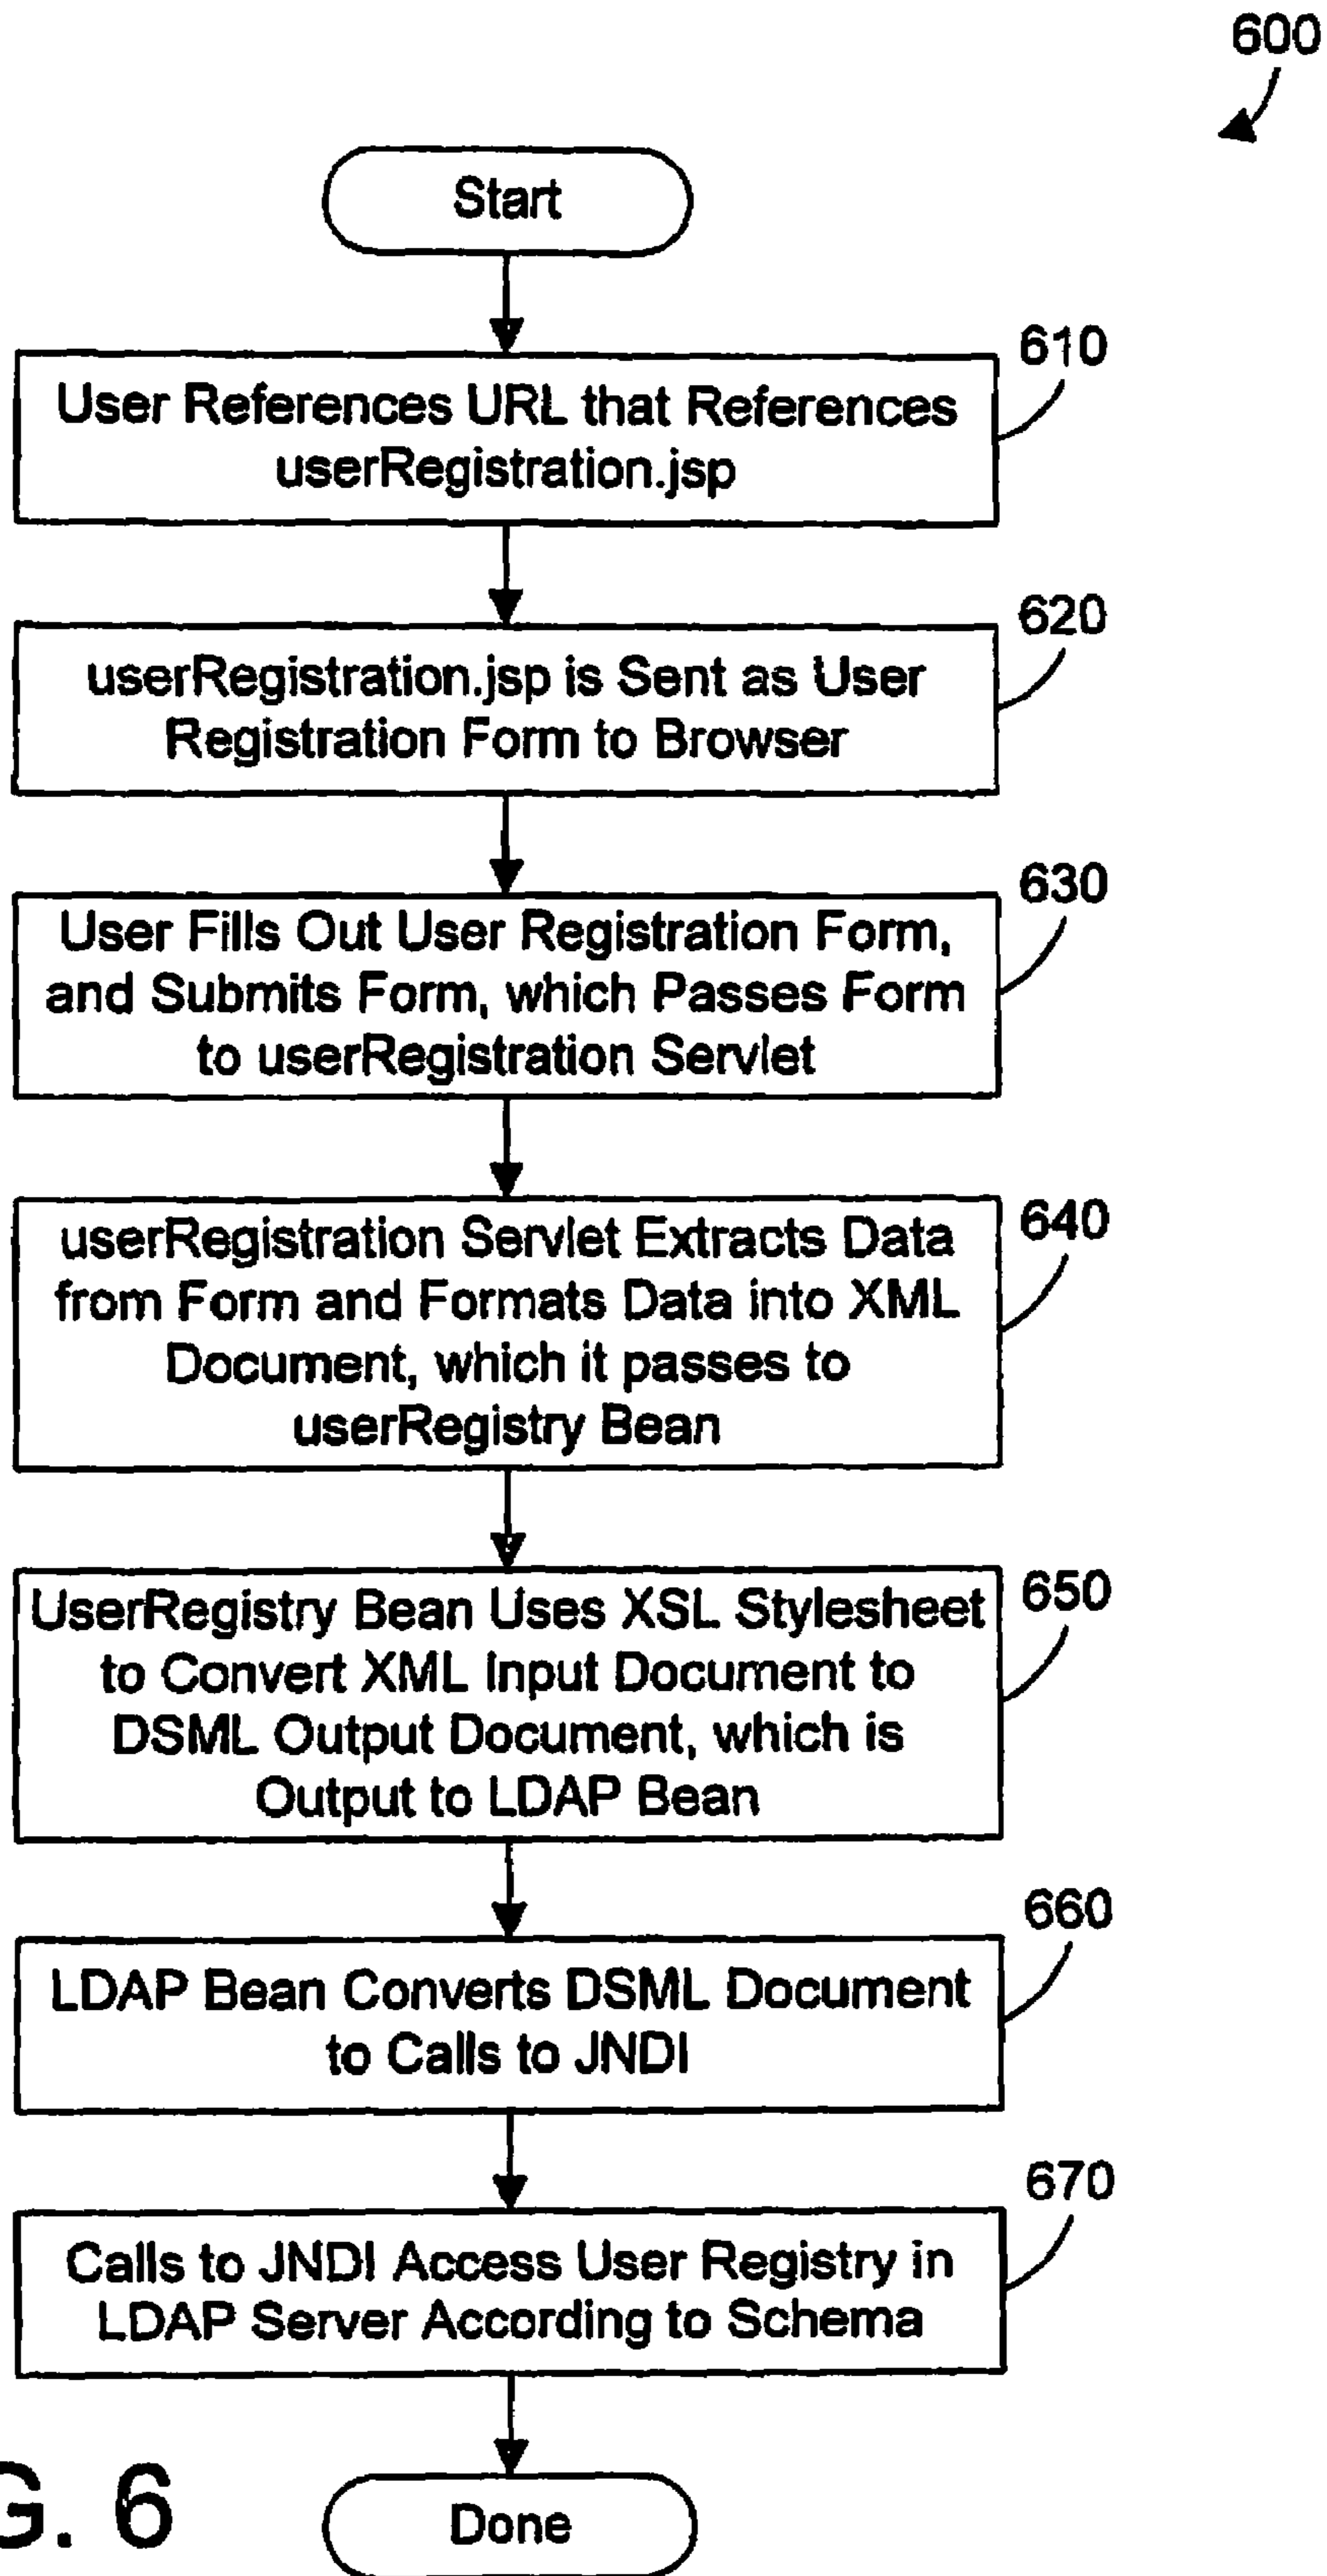 600
Start
610
User References URL that References
userRegistration.jsp
620
userRegistration.jsp is Sent as User
Registration Form to Browser
630
User Fills Out User Registration Form,
and Submits Form, which Passes Form
to userRegistration Servlet
640
userRegistration Servlet Extracts Data
from Form and Formats Data into XML
Document, which it passes to
userRegistry Bean
650
UserRegistry Bean Uses XSL Stylesheet
to Convert XML Input Document to
DSML Output Document, which is
Output to LDAP Bean
660
LDAP Bean Converts DSML Document
to Calls to JNDI
670
Calls to JNDI Access User Registry in
LDAP Server According to Schema
G. 6
Done